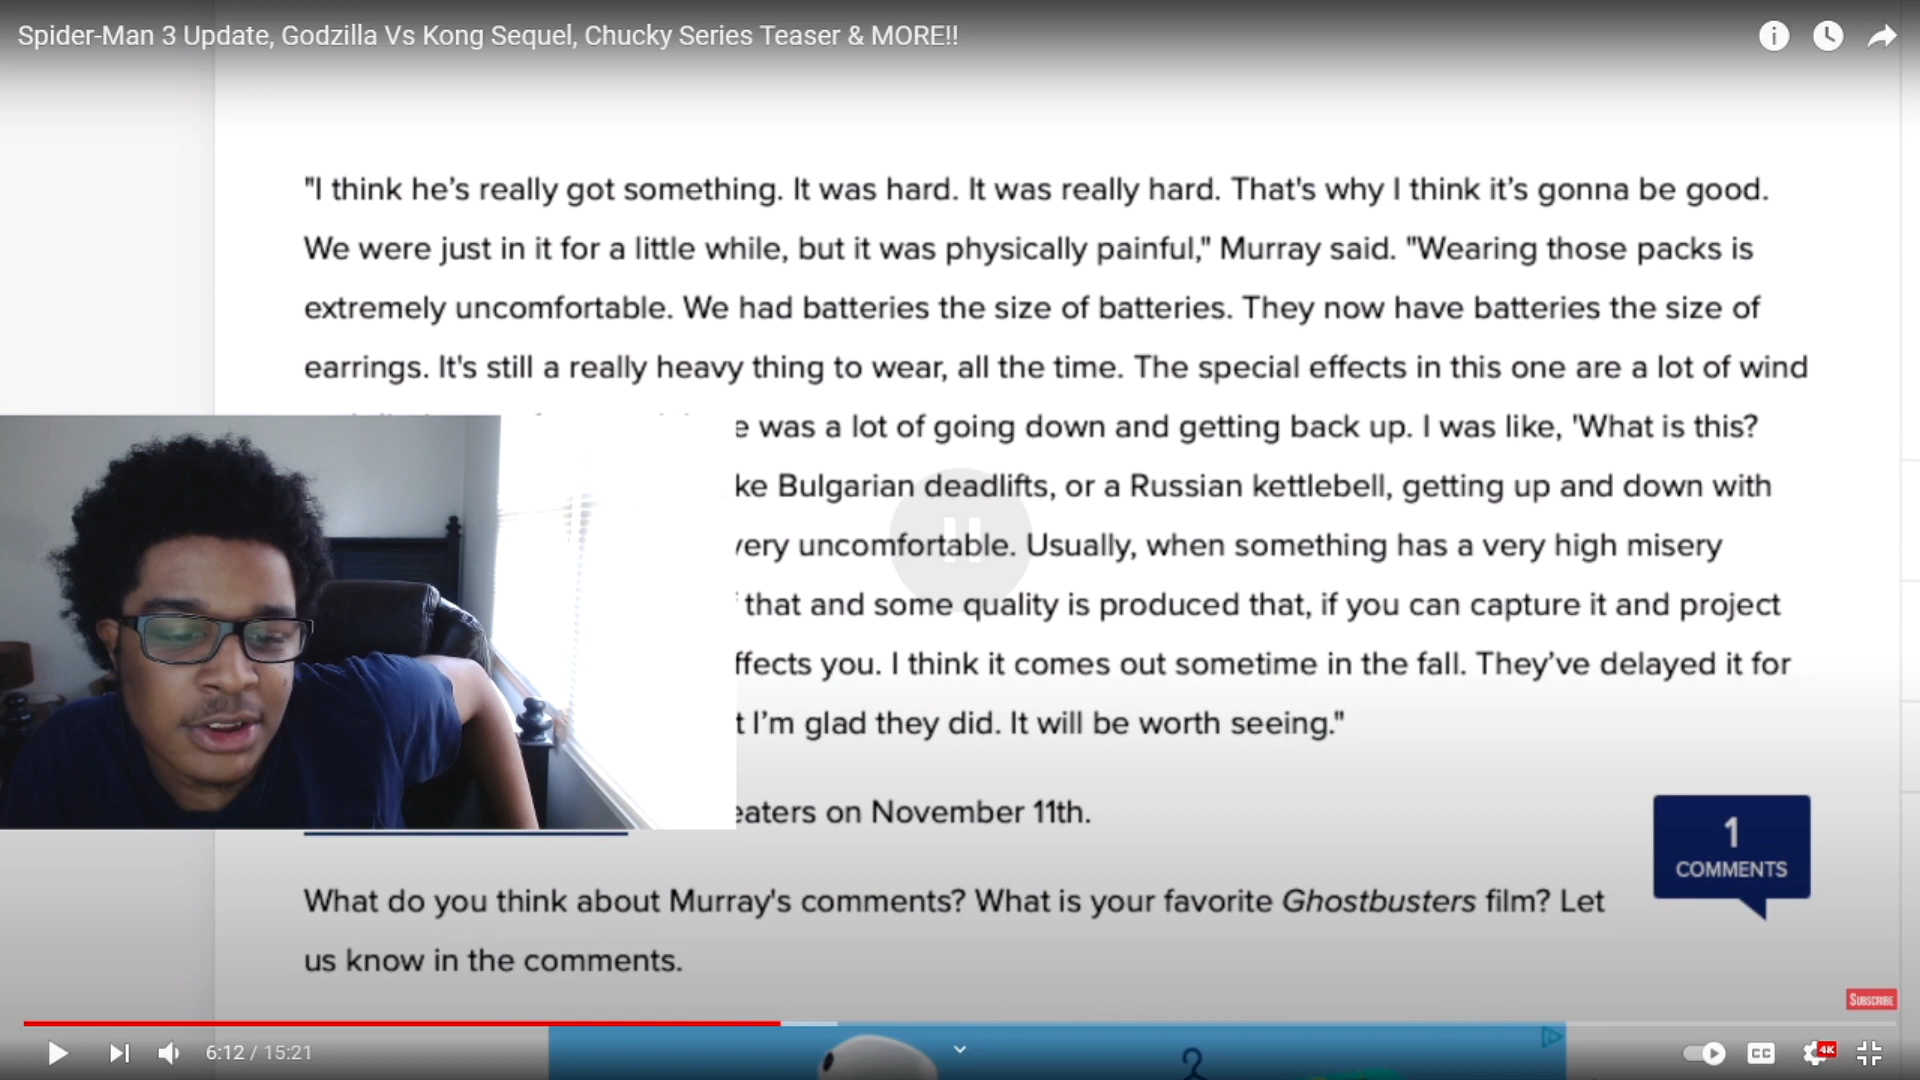 Spider-Man 3 Update, Godzilla Vs Kong Sequel, Chucky Series Teaser & MORE!!
"I think he’s really got something. It was hard. It was really hard. That's why I think it’s gonna be good.
We were just in it for a little while, but it was physically painful," Murray said. "Wearing those packs is
extremely uncomfortable. We had batteries the size of batteries. They now have batteries the size of
earrings. It's still a really heavy thing to wear, all the time. The special effects in this one are a lot of wind
e was a lot of going down and getting back up. I was like, 'What is this?
ke Bulgarian deadlifts, or a Russian kettlebell, getting up and down with
very uncomfortable. Usually, when something has a very high misery
that and some quality is produced that, if you can capture it and project
ffects you. I think it comes out sometime in the fall. They’ve delayed it for
t I’m glad they did. It will be worth seeing."
eaters on November 11th.
1
COMMENTS
What do you think about Murray's comments? What is your favorite Ghostbusters film? Let
us know in the comments.
SUBSCRIBE
6:12 / 15:21
CC
4K